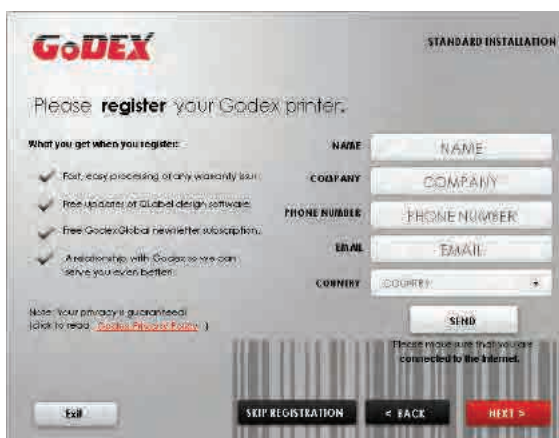 GoDEX
STANDARD INSTALLATION
Please register your Godex printer.
What you get when you register:
Fast, easy processing of any warranty issue.
Free updates of QLabel design software.
Free GodexGlobal newsletter subscription.
A relationship with Godex so we can
serve you even better.
Note: Your privacy is guaranteed!
(click to read Godex Privacy Policy )
NAME NAME
COMPANY COMPANY
PHONE NUMBER PHONE NUMBER
EMAIL EMAIL
COUNTRY COUNTRY
SEND
Please make sure that you are
connected to the Internet.
Exit
SKIP REGISTRATION
< BACK
NEXT >